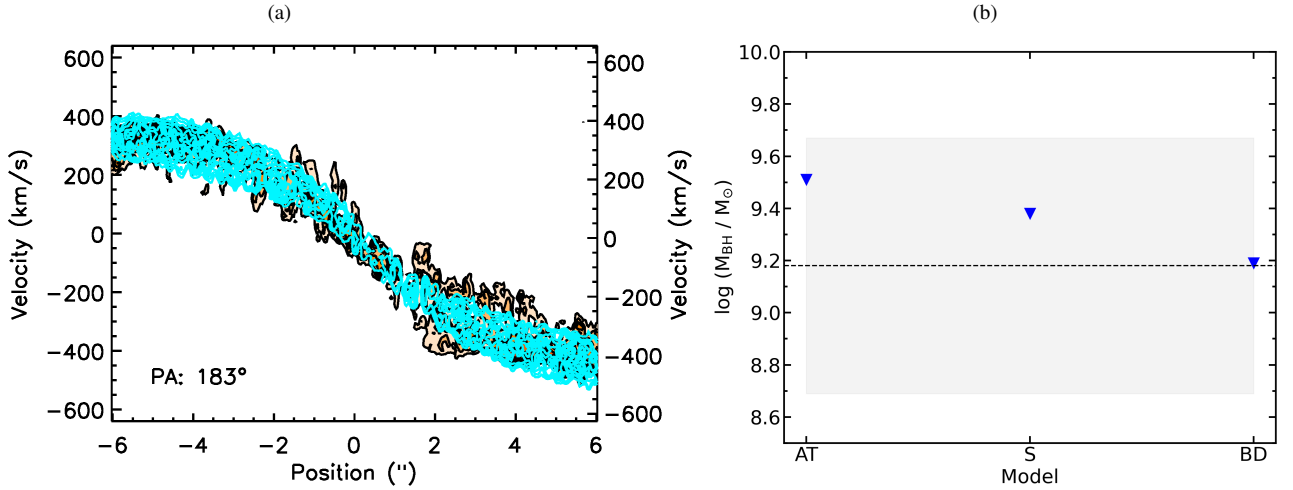 (a)
(b)
600
400
200
0
−200
−400
−600
Velocity (km/s)
PA: 183°
−6
−4
−2
0
2
4
6
Position (")
600
400
200
0
−200
−400
−600
Velocity (km/s)
10.0
9.8
9.6
9.4
9.2
9.0
8.8
8.6
log (M_BH / M_⊙)
AT
S
BD
Model